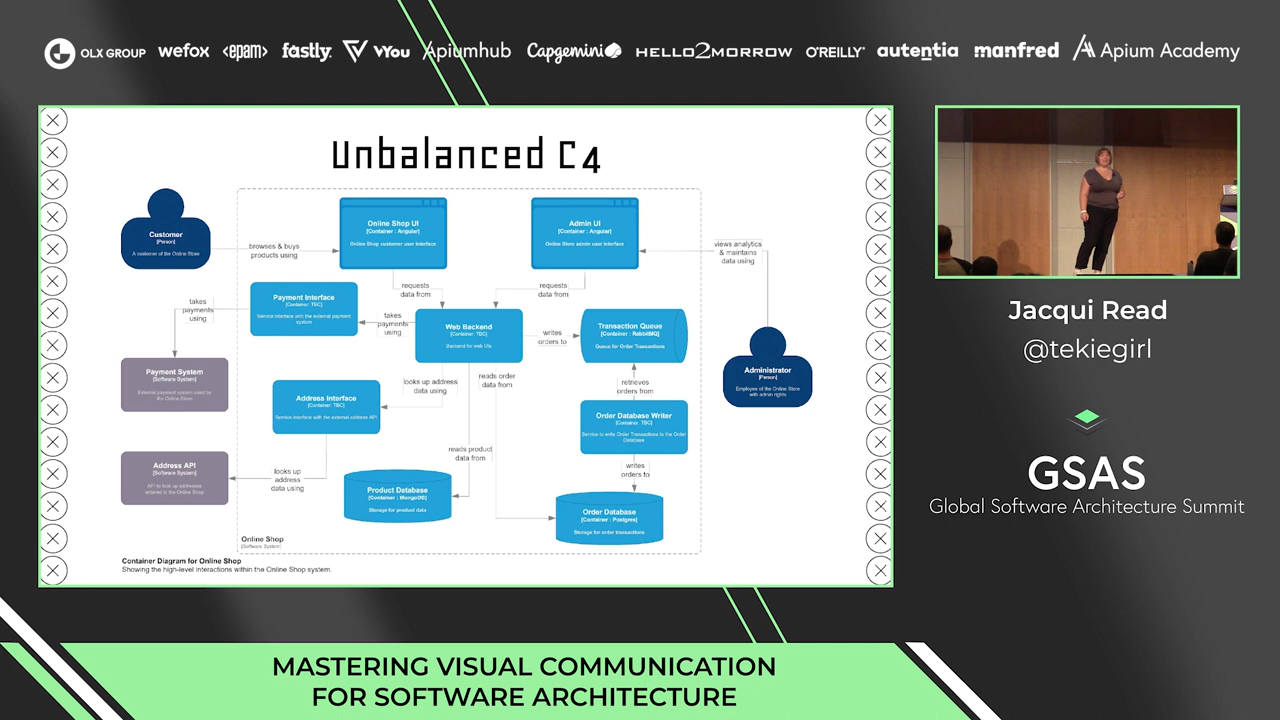 OLX GROUP wefox <epam> fastly. VYou Apiumhub Capgemini HELLO2MORROW O'REILLY® autentia manfred Apium Academy
Unbalanced C4
Customer
[Person]
A customer of the Online Store
browses & buys
products using
Online Shop UI
[Container : Angular]
Online Shop customer user interface
Admin UI
[Container : Angular]
Online Store admin user interface
views analytics
& maintains
data using
requests
data from
requests
data from
takes
payments
using
Payment Interface
[Container: TBC]
Service interface with the external payment
system
takes
payments
using
Web Backend
[Container: TBC]
Backend for web UIs
writes
orders to
Transaction Queue
[Container : RabbitMQ]
Queue for Order Transactions
Administrator
[Person]
Employee of the Online Store
with admin rights
Payment System
[Software System]
External payment system used by
the Online Store
looks up address
data using
reads order
data from
retrieves
orders from
Address Interface
[Container: TBC]
Service interface with the external address API
Order Database Writer
[Container: TBC]
Service to write Order Transactions to the Order
Database
Address API
[Software System]
API to look up addresses
entered in the Online Shop
looks up
address
data using
reads product
data from
writes
orders to
Product Database
[Container : MongoDB]
Storage for product data
Order Database
[Container : Postgres]
Storage for order transactions
Online Shop
[Software System]
Container Diagram for Online Shop
Showing the high-level interactions within the Online Shop system.
Jacqui Read
@tekiegirl
GSAS
Global Software Architecture Summit
MASTERING VISUAL COMMUNICATION
FOR SOFTWARE ARCHITECTURE